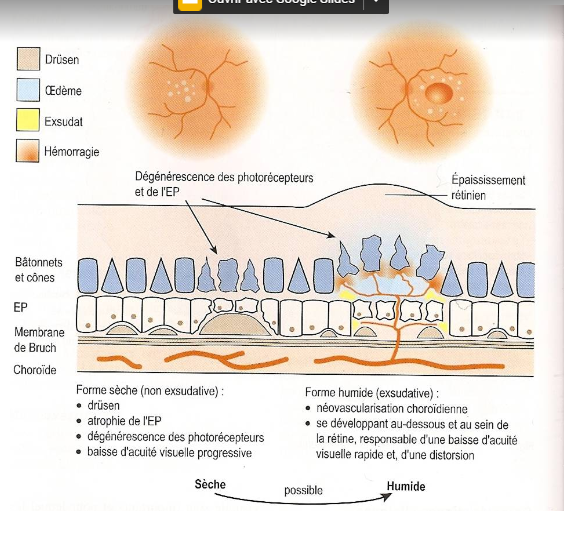 Ouvrir avec Google Slides
Drüsen
Œdème
Exsudat
Hémorragie
Dégénérescence des photorécepteurs
et de l'EP
Épaississement
rétinien
Bâtonnets
et cônes
EP
Membrane
de Bruch
Choroïde
Forme sèche (non exsudative) :
• drüsen
• atrophie de l'EP
• dégénérescence des photorécepteurs
• baisse d'acuité visuelle progressive
Forme humide (exsudative) :
• néovascularisation choroïdienne
• se développant au-dessous et au sein de
la rétine, responsable d'une baisse d'acuité
visuelle rapide et, d'une distorsion
Sèche
possible
Humide